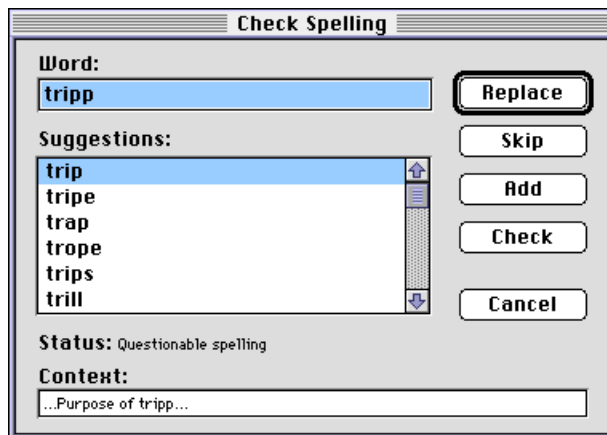 Check Spelling
Word:
tripp
Replace
Suggestions:
Skip
trip
tripe
Add
trap
trope
Check
trips
trill
Cancel
Status: Questionable spelling
Context:
...Purpose of tripp...